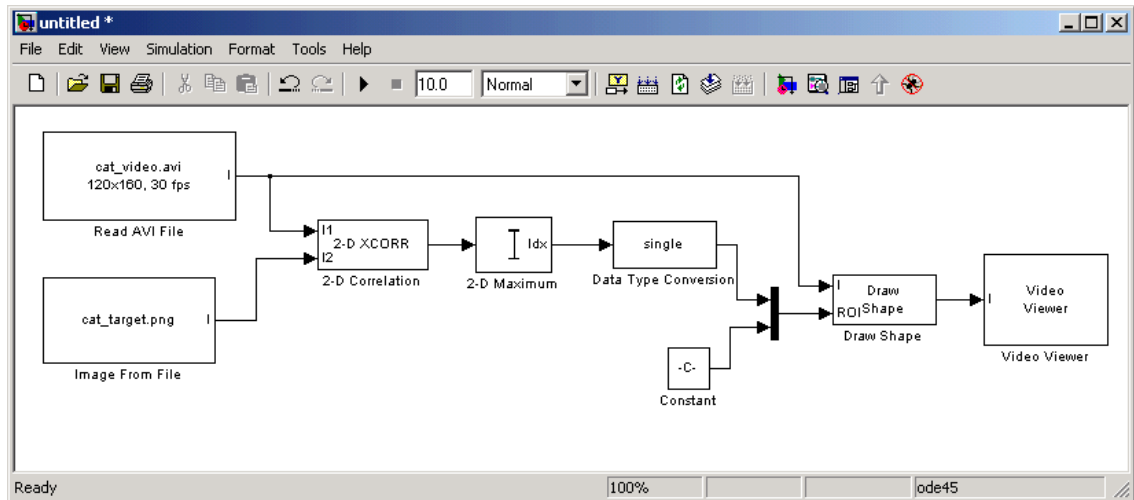 untitled *
File Edit View Simulation Format Tools Help
10.0 Normal
cat_video.avi
120x160, 30 fps
I
Read AVI File
I1
2-D XCORR
I2
2-D Correlation
Idx
2-D Maximum
single
Data Type Conversion
cat_target.png
I
Image From File
-C-
Constant
I
Draw
ROI
Shape
Draw Shape
I
Video
Viewer
Video Viewer
Ready 100% ode45